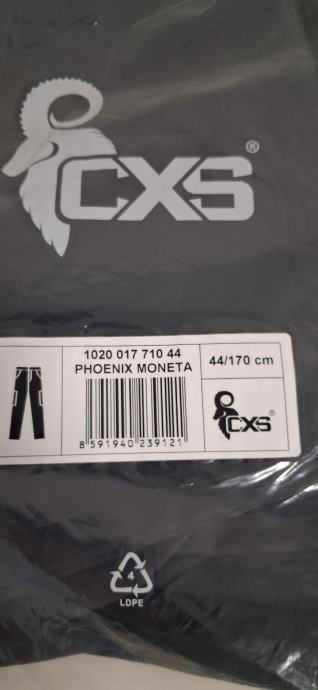 CXS®
1020 017 710 44
PHOENIX MONETA
8 591940 239121
44/170 cm
CXS®
4
LDPE